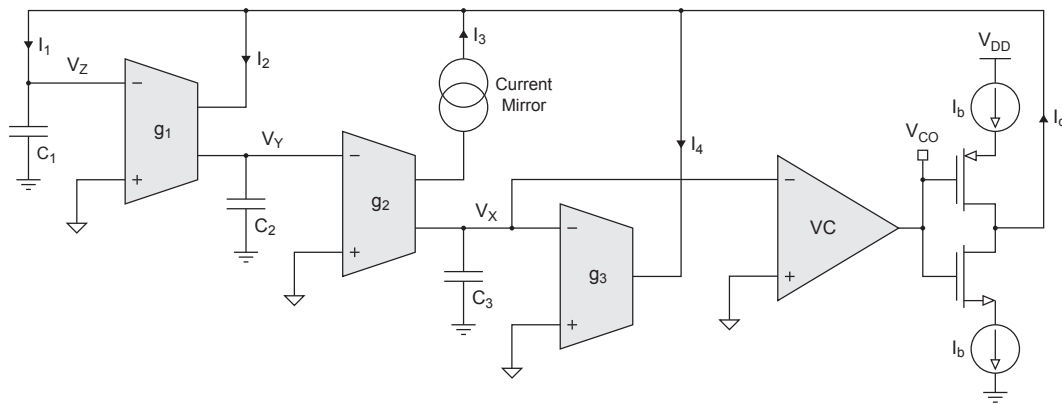 I1
I2
I3
Current
Mirror
I4
VDD
Ib
VCO
VZ
−
g1
+
C1
VY
−
g2
+
C2
VX
−
g3
+
C3
−
VC
+
Ib